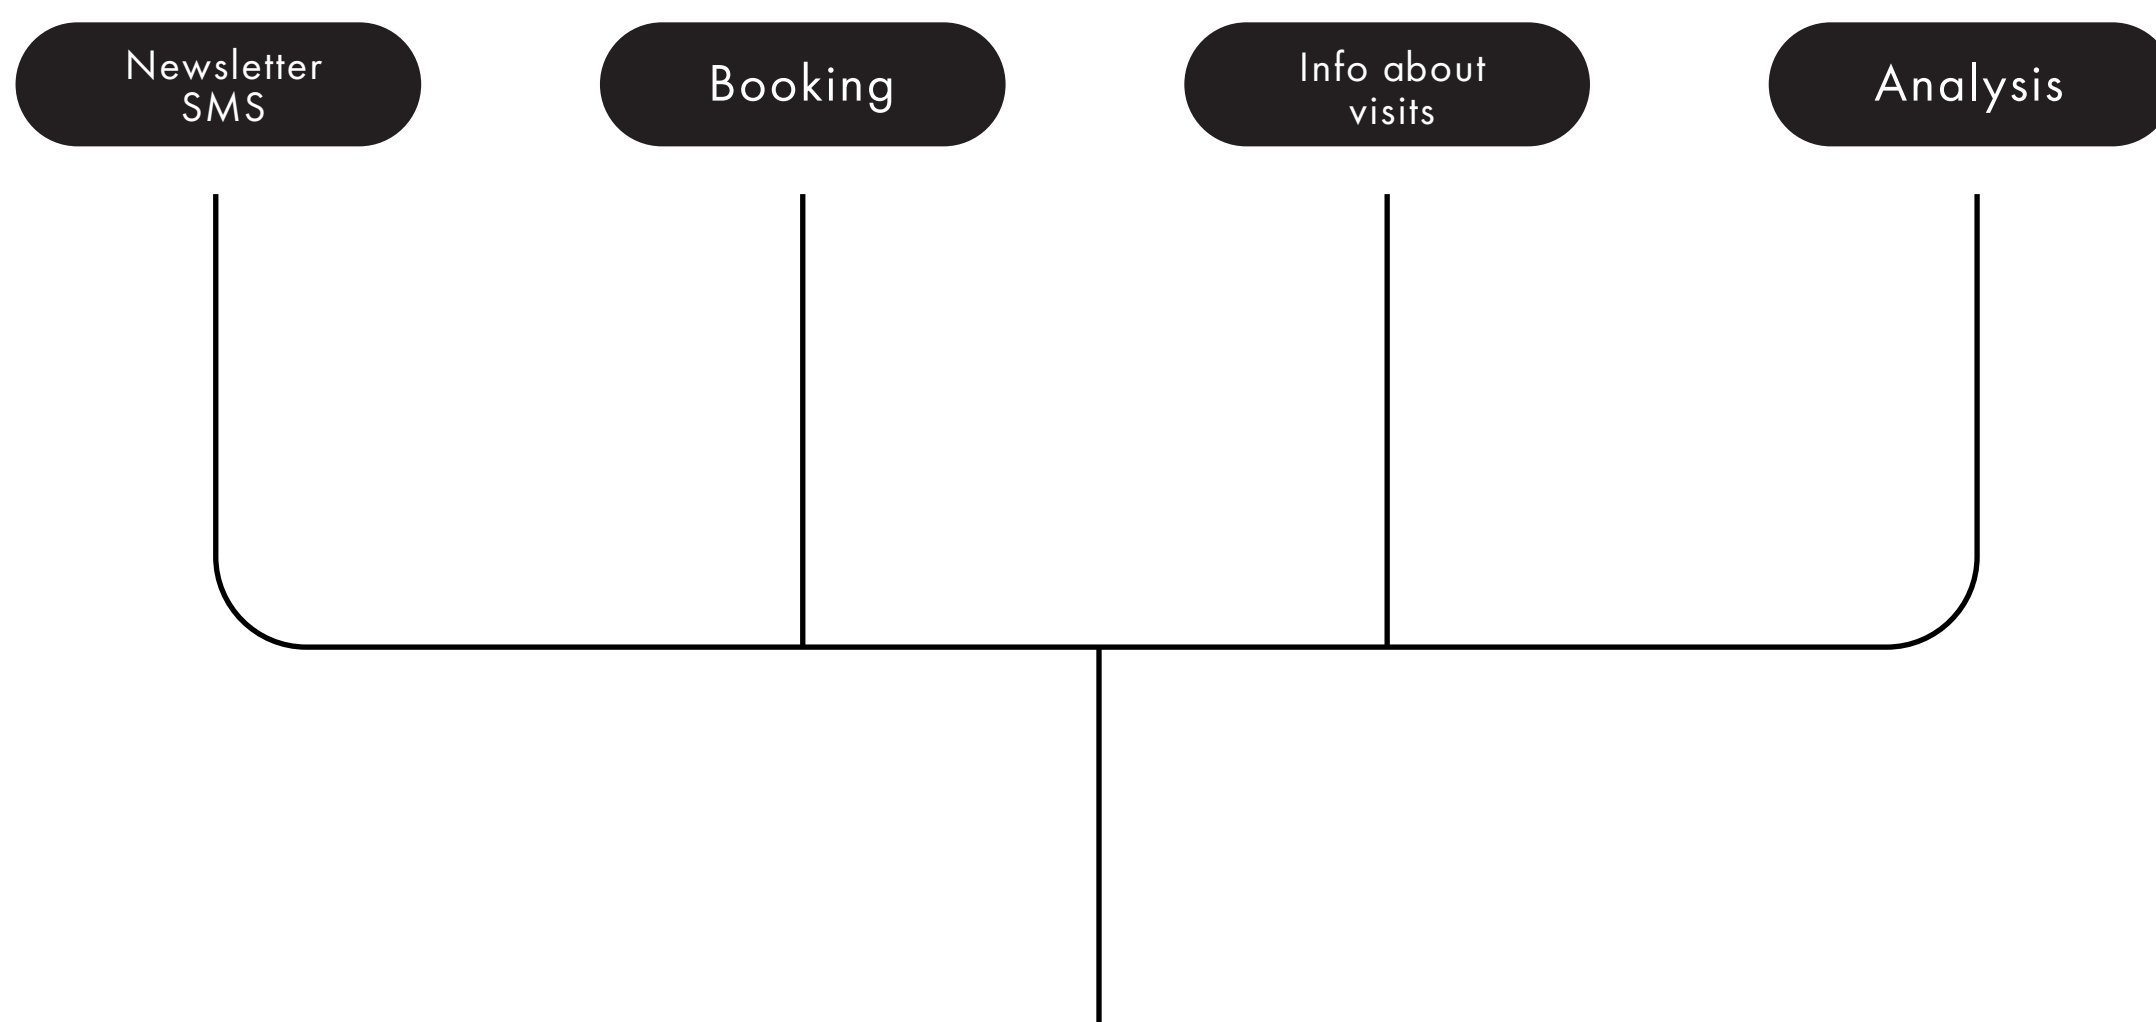 Newsletter
SMS
Booking
Info about
visits
Analysis